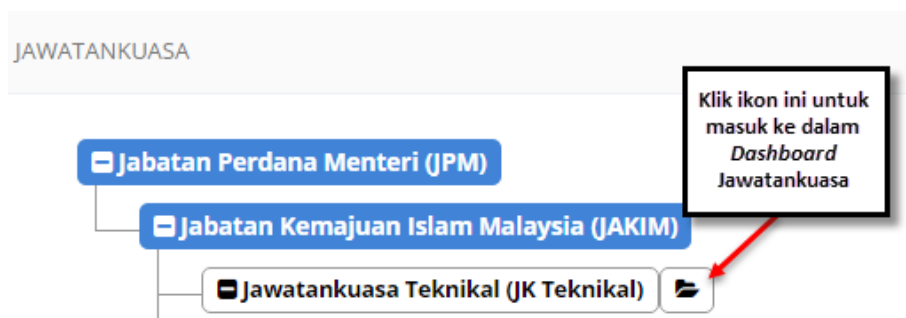 JAWATANKUASA
Klik ikon ini untuk
masuk ke dalam
Dashboard
Jawatankuasa
Jabatan Perdana Menteri (JPM)
Jabatan Kemajuan Islam Malaysia (JAKIM)
Jawatankuasa Teknikal (JK Teknikal)